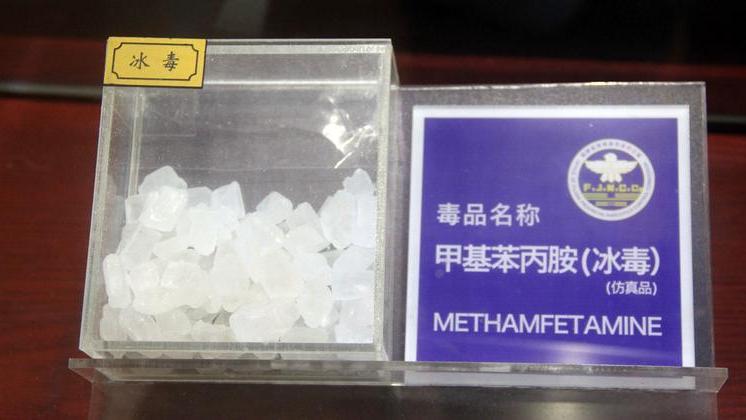 冰毒
F.J.N.C.C.
毒品名称
甲基苯丙胺(冰毒)
(仿真品)
METHAMFETAMINE